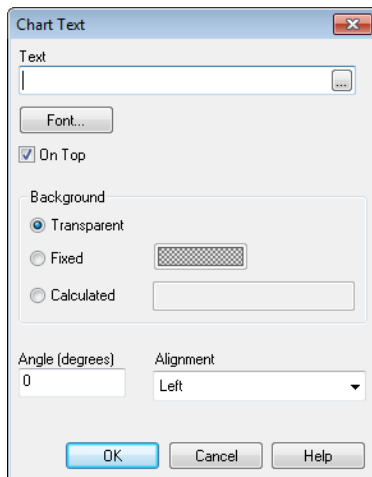 Chart Text
Text
...
Font...
On Top
Background
Transparent
Fixed
Calculated
Angle (degrees) Alignment
0 Left
OK Cancel Help